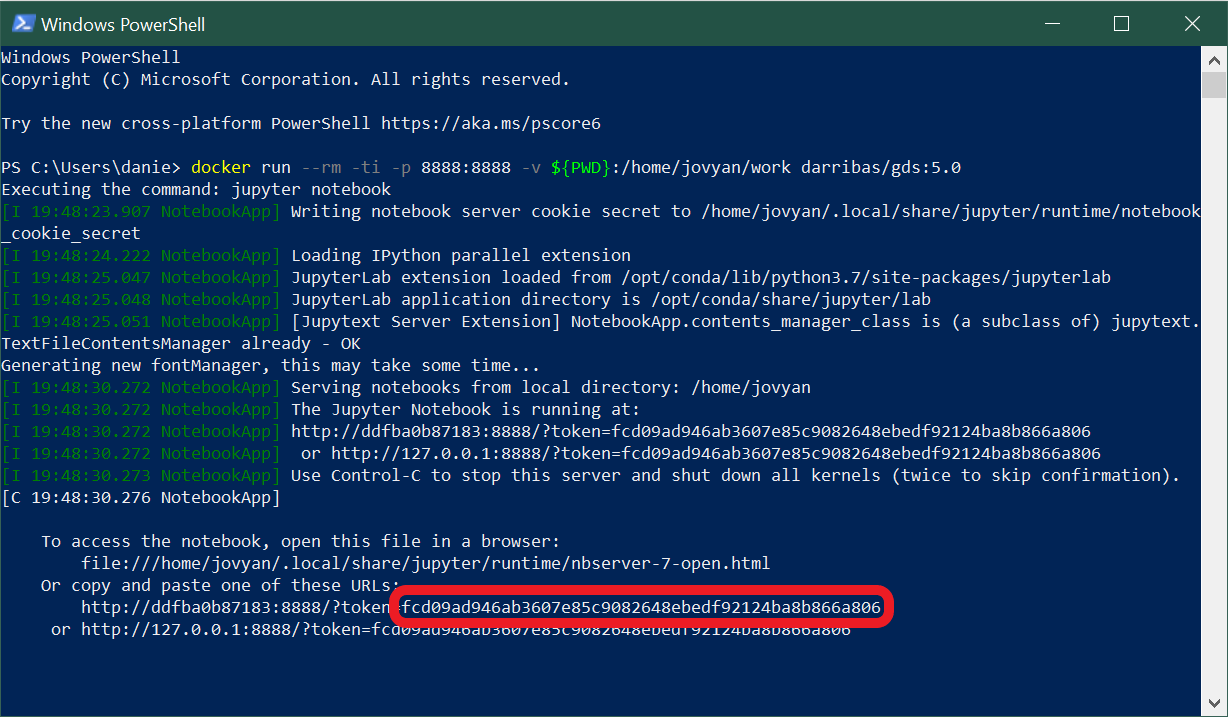 Windows PowerShell
Windows PowerShell
Copyright (C) Microsoft Corporation. All rights reserved.
Try the new cross-platform PowerShell https://aka.ms/pscore6
PS C:\Users\danie> docker run --rm -ti -p 8888:8888 -v ${PWD}:/home/jovyan/work darribas/gds:5.0
Executing the command: jupyter notebook
[I 19:48:23.907 NotebookApp] Writing notebook server cookie secret to /home/jovyan/.local/share/jupyter/runtime/notebook
_cookie_secret
[I 19:48:24.222 NotebookApp] Loading IPython parallel extension
[I 19:48:25.047 NotebookApp] JupyterLab extension loaded from /opt/conda/lib/python3.7/site-packages/jupyterlab
[I 19:48:25.048 NotebookApp] JupyterLab application directory is /opt/conda/share/jupyter/lab
[I 19:48:25.051 NotebookApp] [Jupytext Server Extension] NotebookApp.contents_manager_class is (a subclass of) jupytext.
TextFileContentsManager already - OK
Generating new fontManager, this may take some time...
[I 19:48:30.272 NotebookApp] Serving notebooks from local directory: /home/jovyan
[I 19:48:30.272 NotebookApp] The Jupyter Notebook is running at:
[I 19:48:30.272 NotebookApp] http://ddfba0b87183:8888/?token=fcd09ad946ab3607e85c9082648ebedf92124ba8b866a806
[I 19:48:30.272 NotebookApp]  or http://127.0.0.1:8888/?token=fcd09ad946ab3607e85c9082648ebedf92124ba8b866a806
[I 19:48:30.273 NotebookApp] Use Control-C to stop this server and shut down all kernels (twice to skip confirmation).
[C 19:48:30.276 NotebookApp]
To access the notebook, open this file in a browser:
file:///home/jovyan/.local/share/jupyter/runtime/nbserver-7-open.html
Or copy and paste one of these URLs:
http://ddfba0b87183:8888/?token=fcd09ad946ab3607e85c9082648ebedf92124ba8b866a806
or http://127.0.0.1:8888/?token=fcd09ad946ab3607e85c9082648ebedf92124ba8b866a806